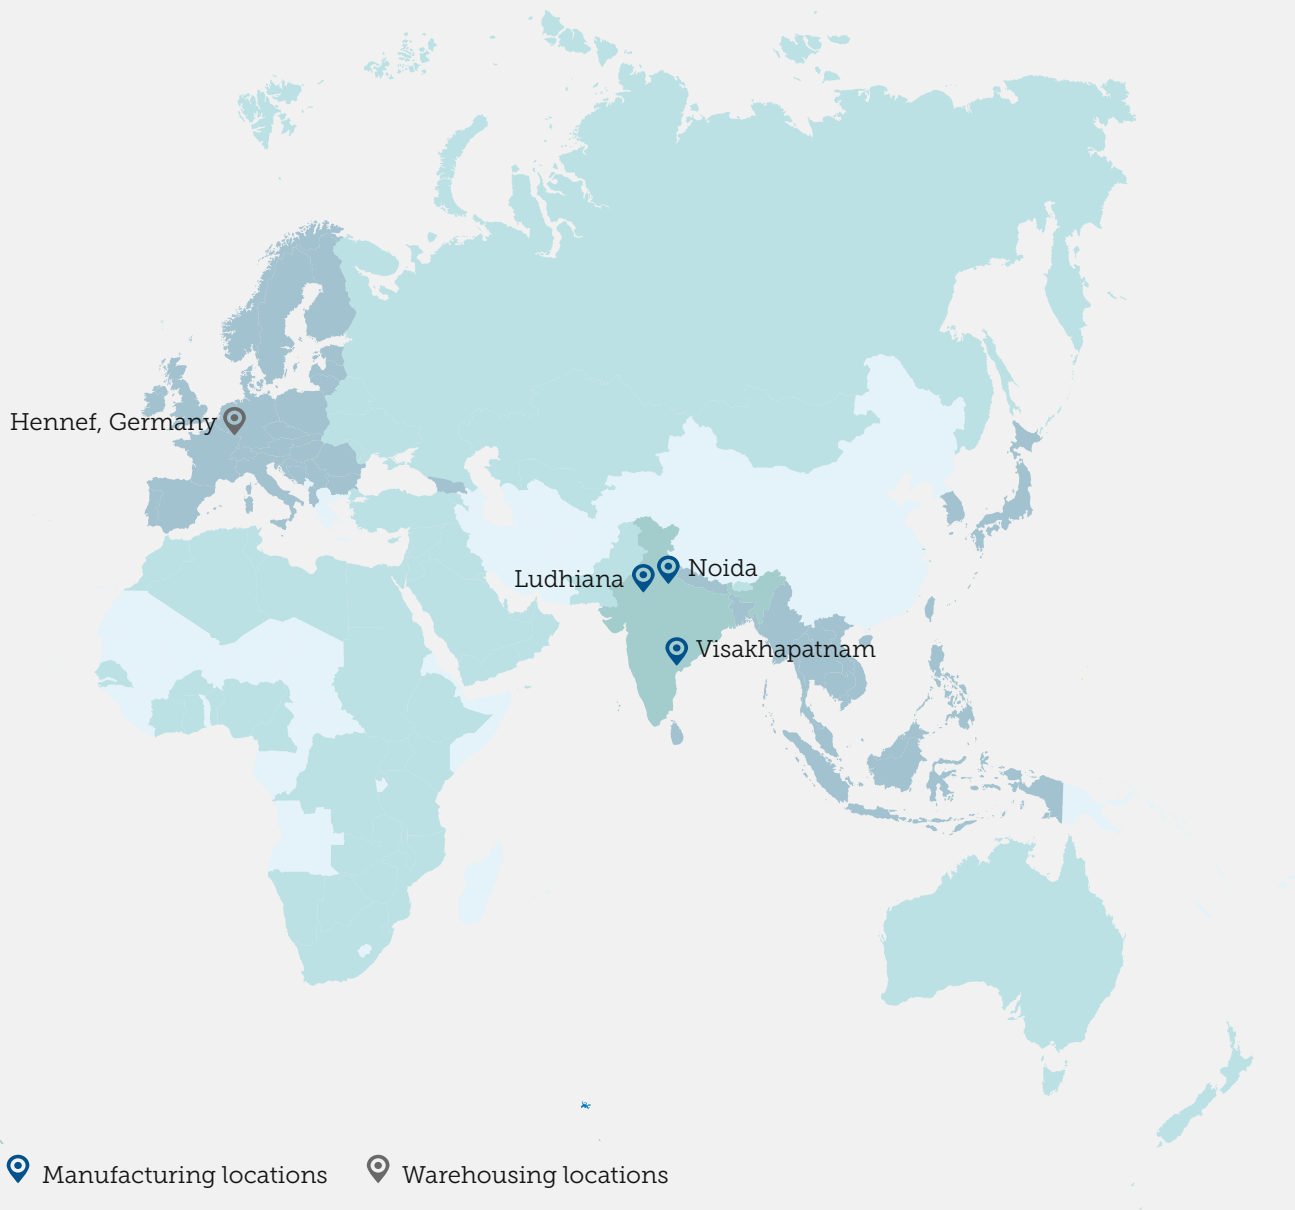 Hennef, Germany
Noida
Ludhiana
Visakhapatnam
Manufacturing locations
Warehousing locations